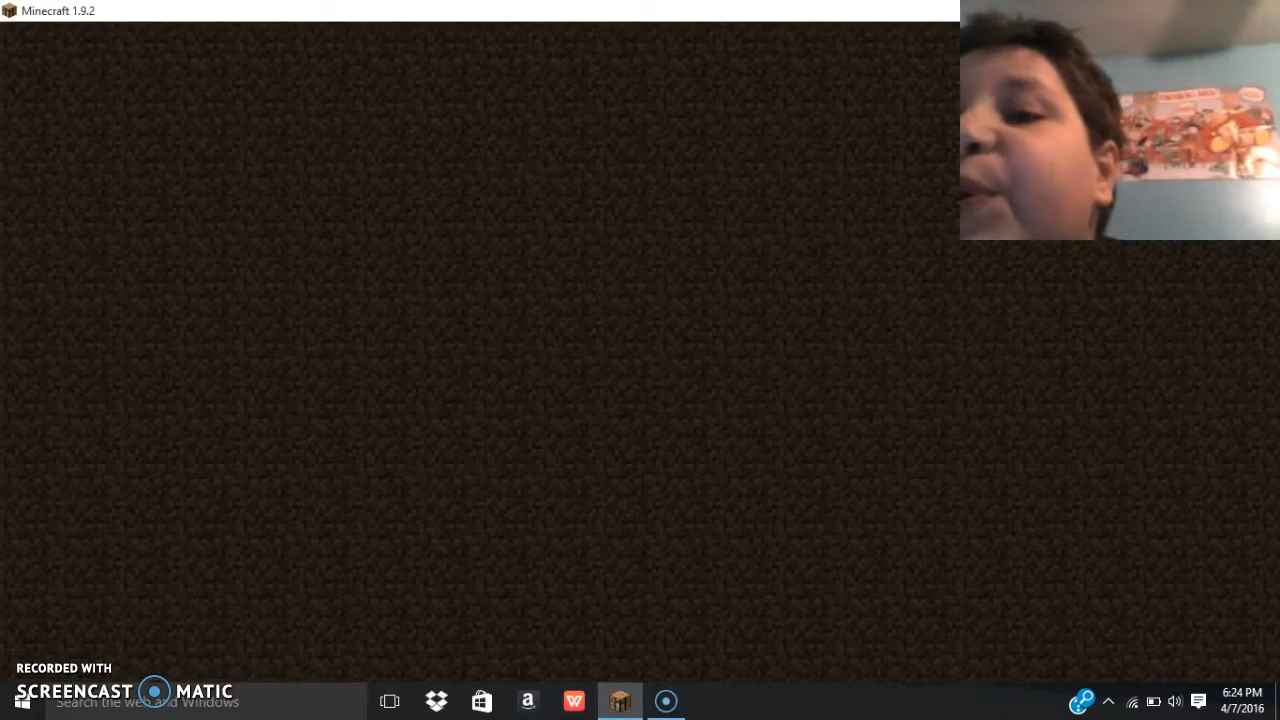 Minecraft 1.9.2
RECORDED WITH
SCREENCAST MATIC
Search the web and Windows
a
W
6:24 PM
4/7/2016